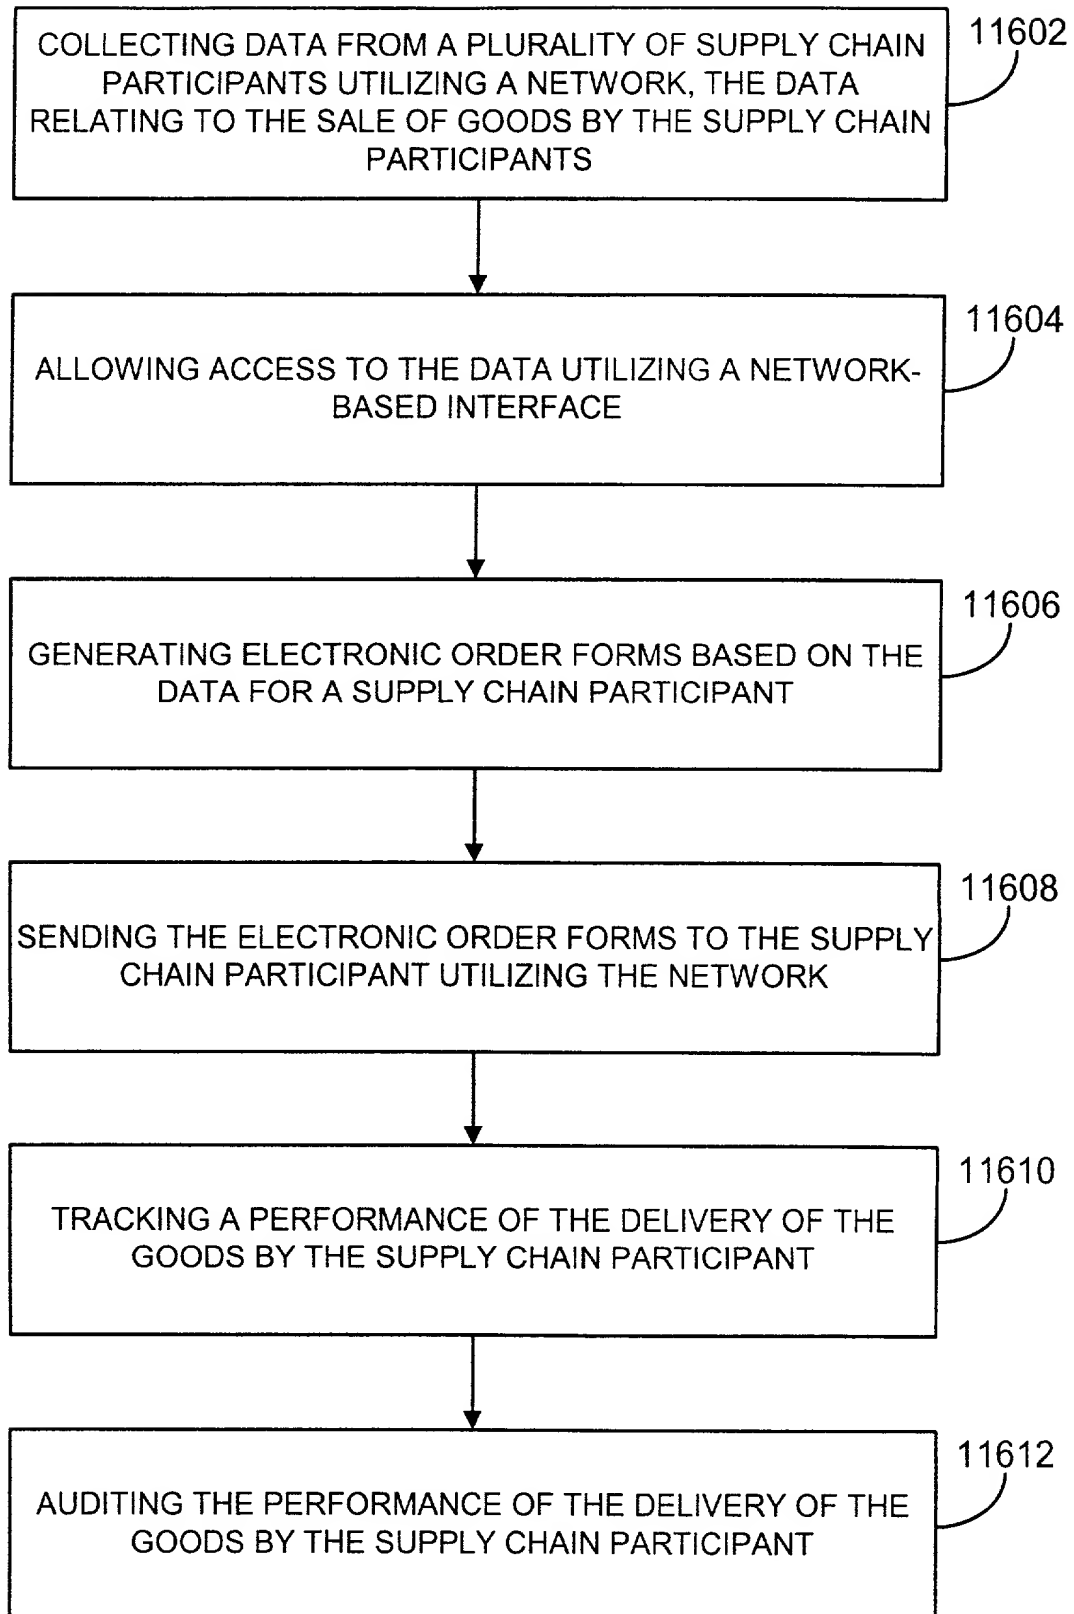 COLLECTING DATA FROM A PLURALITY OF SUPPLY CHAIN
PARTICIPANTS UTILIZING A NETWORK, THE DATA
RELATING TO THE SALE OF GOODS BY THE SUPPLY CHAIN
PARTICIPANTS
11602
ALLOWING ACCESS TO THE DATA UTILIZING A NETWORK-
BASED INTERFACE
11604
GENERATING ELECTRONIC ORDER FORMS BASED ON THE
DATA FOR A SUPPLY CHAIN PARTICIPANT
11606
SENDING THE ELECTRONIC ORDER FORMS TO THE SUPPLY
CHAIN PARTICIPANT UTILIZING THE NETWORK
11608
TRACKING A PERFORMANCE OF THE DELIVERY OF THE
GOODS BY THE SUPPLY CHAIN PARTICIPANT
11610
AUDITING THE PERFORMANCE OF THE DELIVERY OF THE
GOODS BY THE SUPPLY CHAIN PARTICIPANT
11612